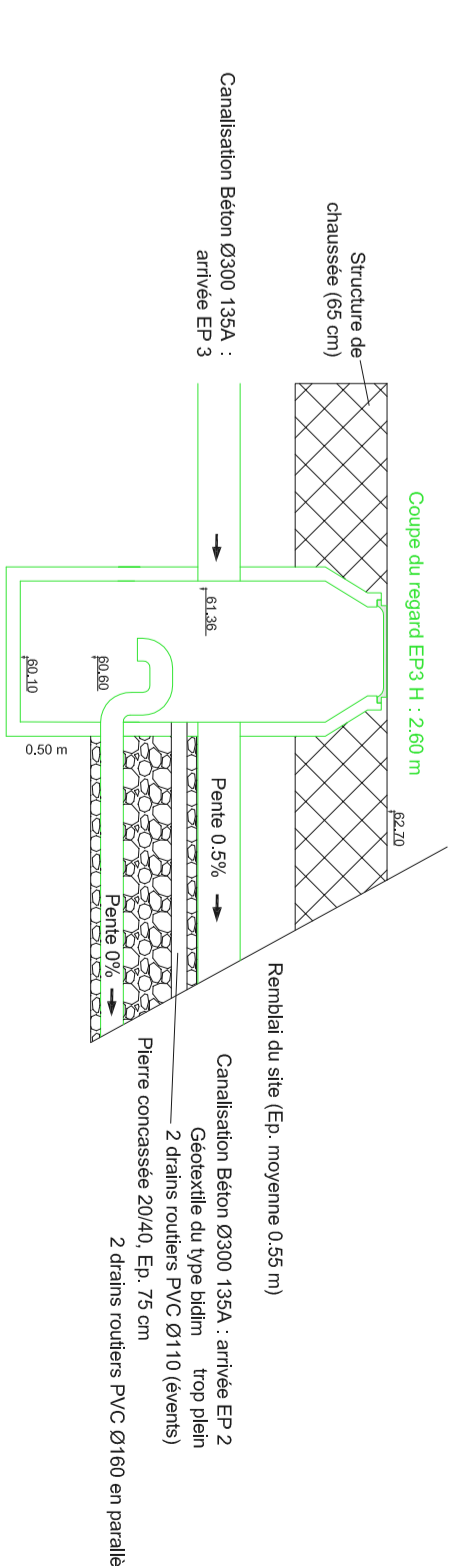 Coupe du regard EP3 H : 2.60 m
Structure de
chaussée (65 cm)
62.70
Remblai du site (Ep. moyenne 0.55 m)
Canalisation Béton Ø300 135A :
arrivée EP 3
61.36
Pente 0.5%
Canalisation Béton Ø300 135A : arrivée EP 2
Géotextile du type bidim trop plein
2 drains routiers PVC Ø110 (évents)
Pierre concassée 20/40, Ep. 75 cm
60.60
Pente 0%
2 drains routiers PVC Ø160 en parallè
60.10
0.50 m